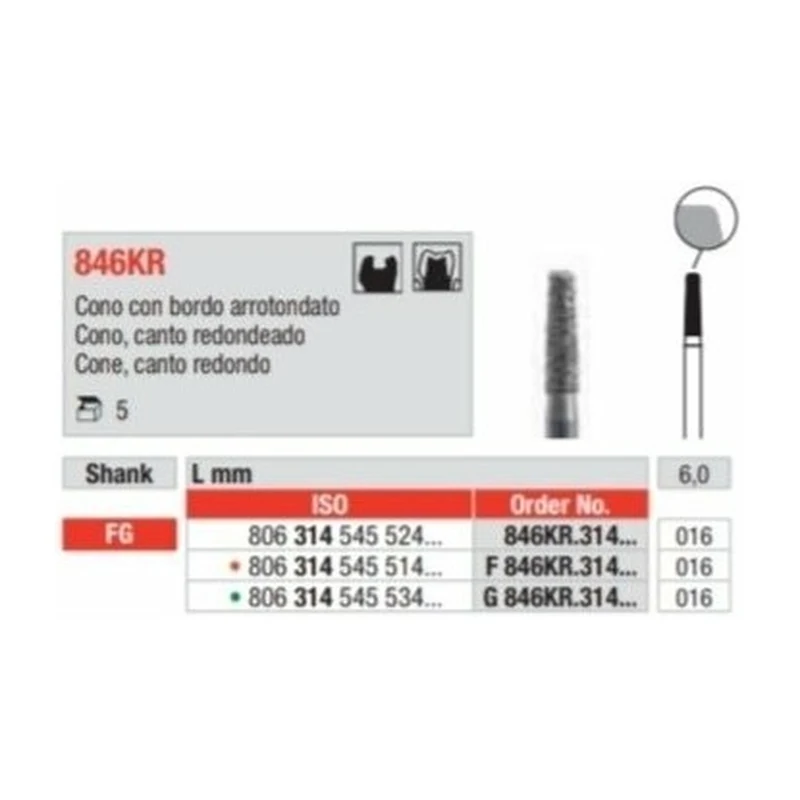 846KR
Cono con bordo arrotondato
Cono, canto redondeado
Cone, canto redondo
5
Shank L mm 6,0
ISO Order No.
FG 806 314 545 524... 846KR.314... 016
806 314 545 514... F 846KR.314... 016
806 314 545 534... G 846KR.314... 016